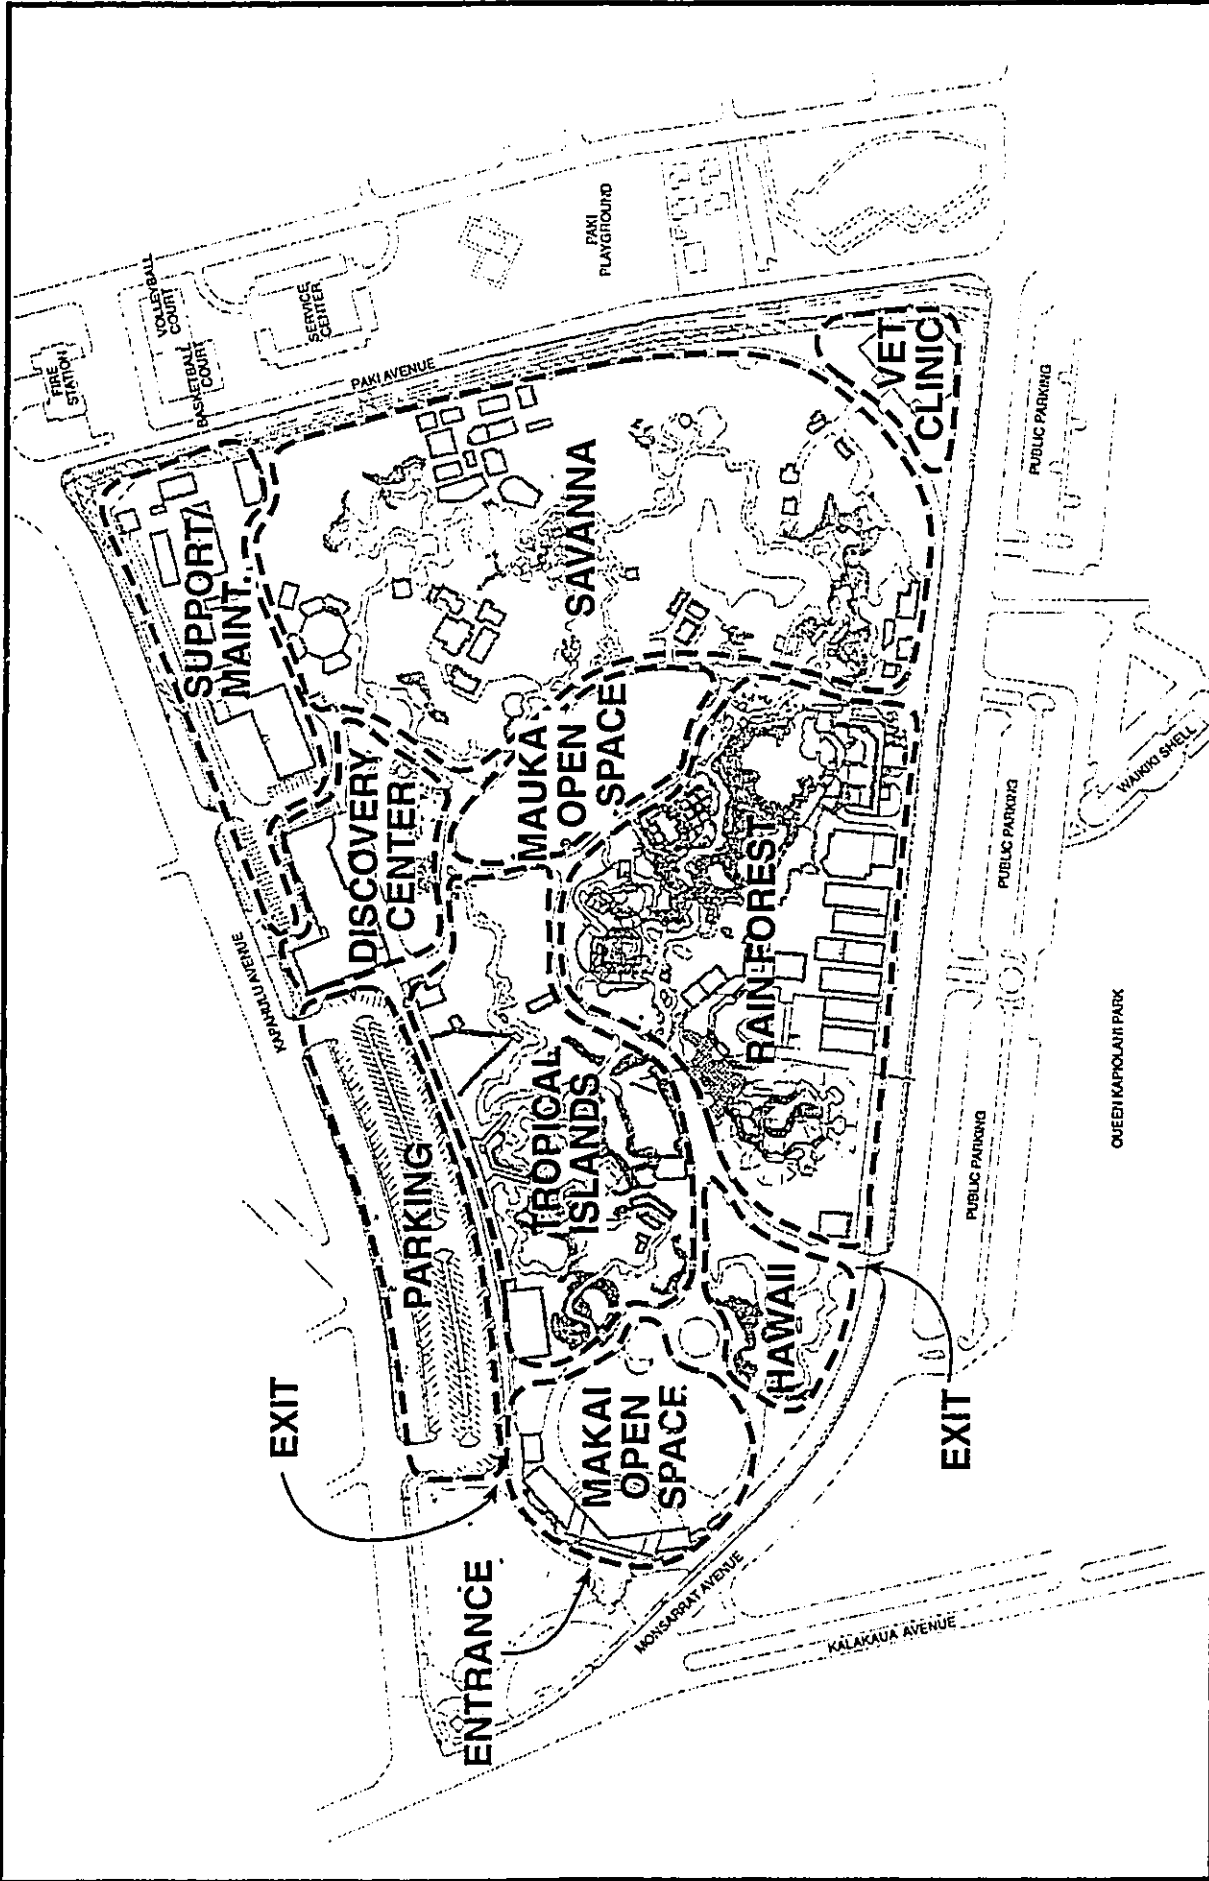 FIRE
STATION
VOLLEYBALL
COURT
BASKETBALL
COURT
SERVICE
CENTER
PAKI
PLAYGROUND
PAKI AVENUE
SUPPORT/
MAINT.
SAVANNA
VET
CLINIC
PUBLIC PARKING
KAPAHULU AVENUE
DISCOVERY
CENTER
MAUKA
OPEN
SPACE
RAIN FOREST
PUBLIC PARKING
WAIKIKI SHELL
PARKING
TROPICAL
ISLANDS
HAWAII
PUBLIC PARKING
QUEEN KAPIOLANI PARK
EXIT
MAKAI
OPEN
SPACE
EXIT
ENTRANCE
MONSARRAT AVENUE
KALAKAUA AVENUE